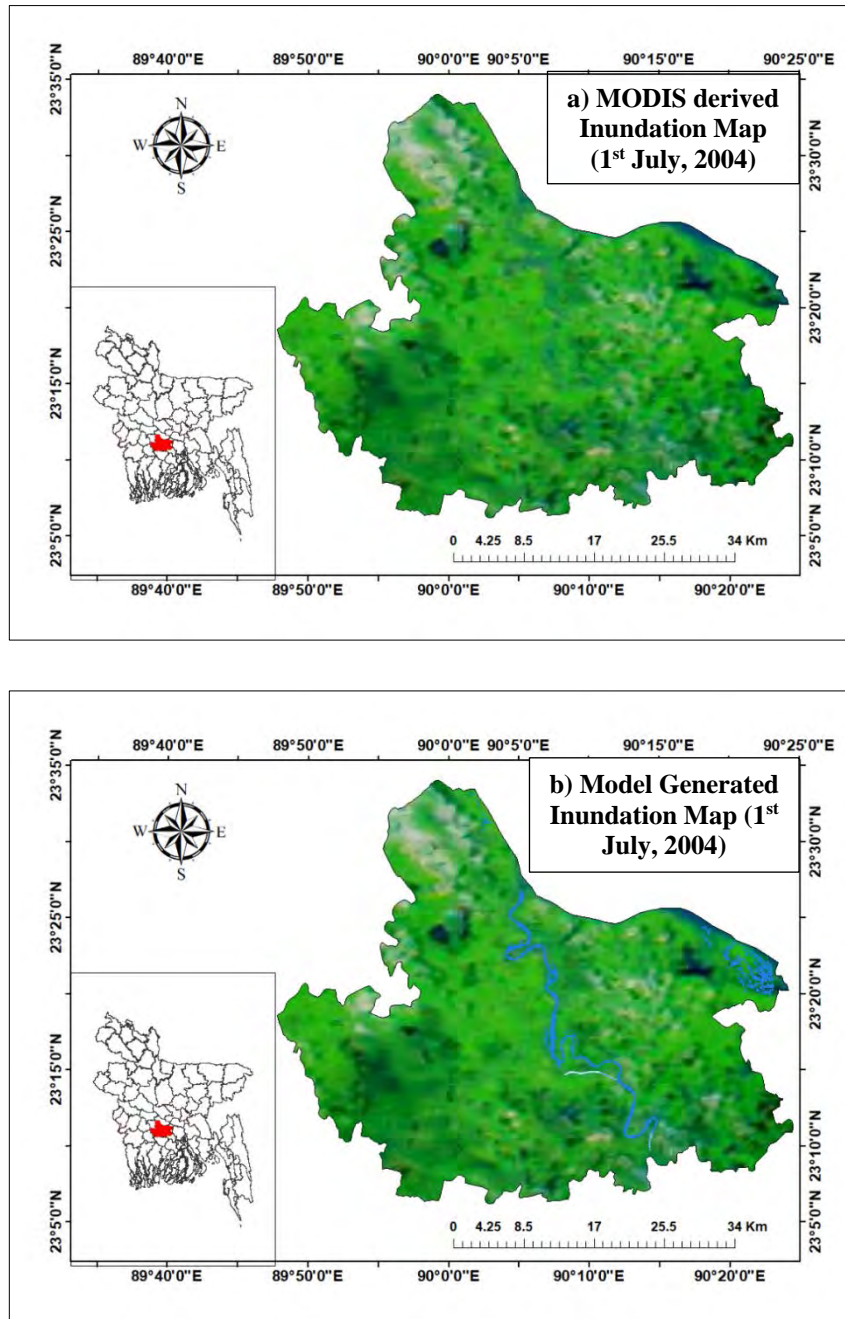 89°40'0"E 89°50'0"E 90°0'0"E 90°5'0"E 90°15'0"E 90°25'0"E
a) MODIS derived
Inundation Map
(1st July, 2004)
N
W E
S
23°35'0"N
23°25'0"N
23°15'0"N
23°5'0"N
23°30'0"N
23°20'0"N
23°10'0"N
0 4.25 8.5 17 25.5 34 Km
89°40'0"E 89°50'0"E 90°0'0"E 90°10'0"E 90°20'0"E
89°40'0"E 89°50'0"E 90°0'0"E 90°5'0"E 90°15'0"E 90°25'0"E
b) Model Generated
Inundation Map (1st
July, 2004)
N
W E
S
23°35'0"N
23°25'0"N
23°15'0"N
23°5'0"N
23°30'0"N
23°20'0"N
23°10'0"N
0 4.25 8.5 17 25.5 34 Km
89°40'0"E 89°50'0"E 90°0'0"E 90°10'0"E 90°20'0"E